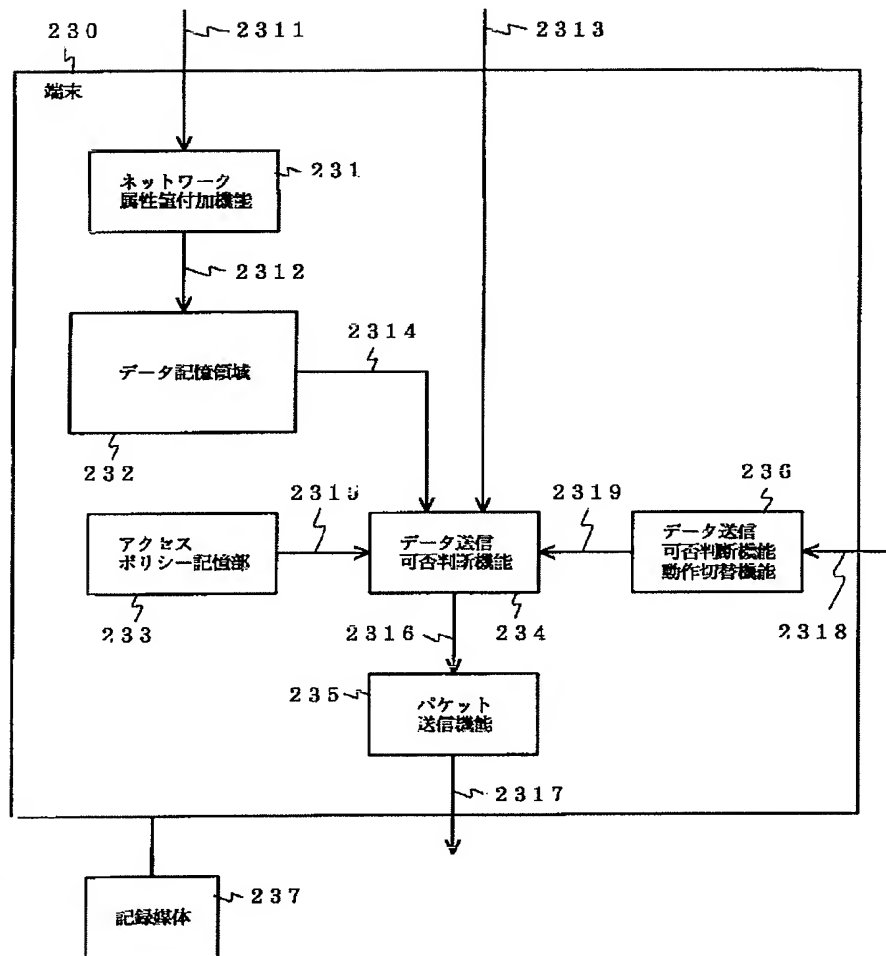 230
2311
2313
端末
ネットワーク
属性値付加機能
231
2312
データ記憶領域
2314
232
アクセス
ポリシー記憶部
2315
233
データ送信
可否判断機能
2319
236
データ送信
可否判断機能
動作切替機能
2318
2316
234
235
パケット
送信機能
2317
237
記録媒体